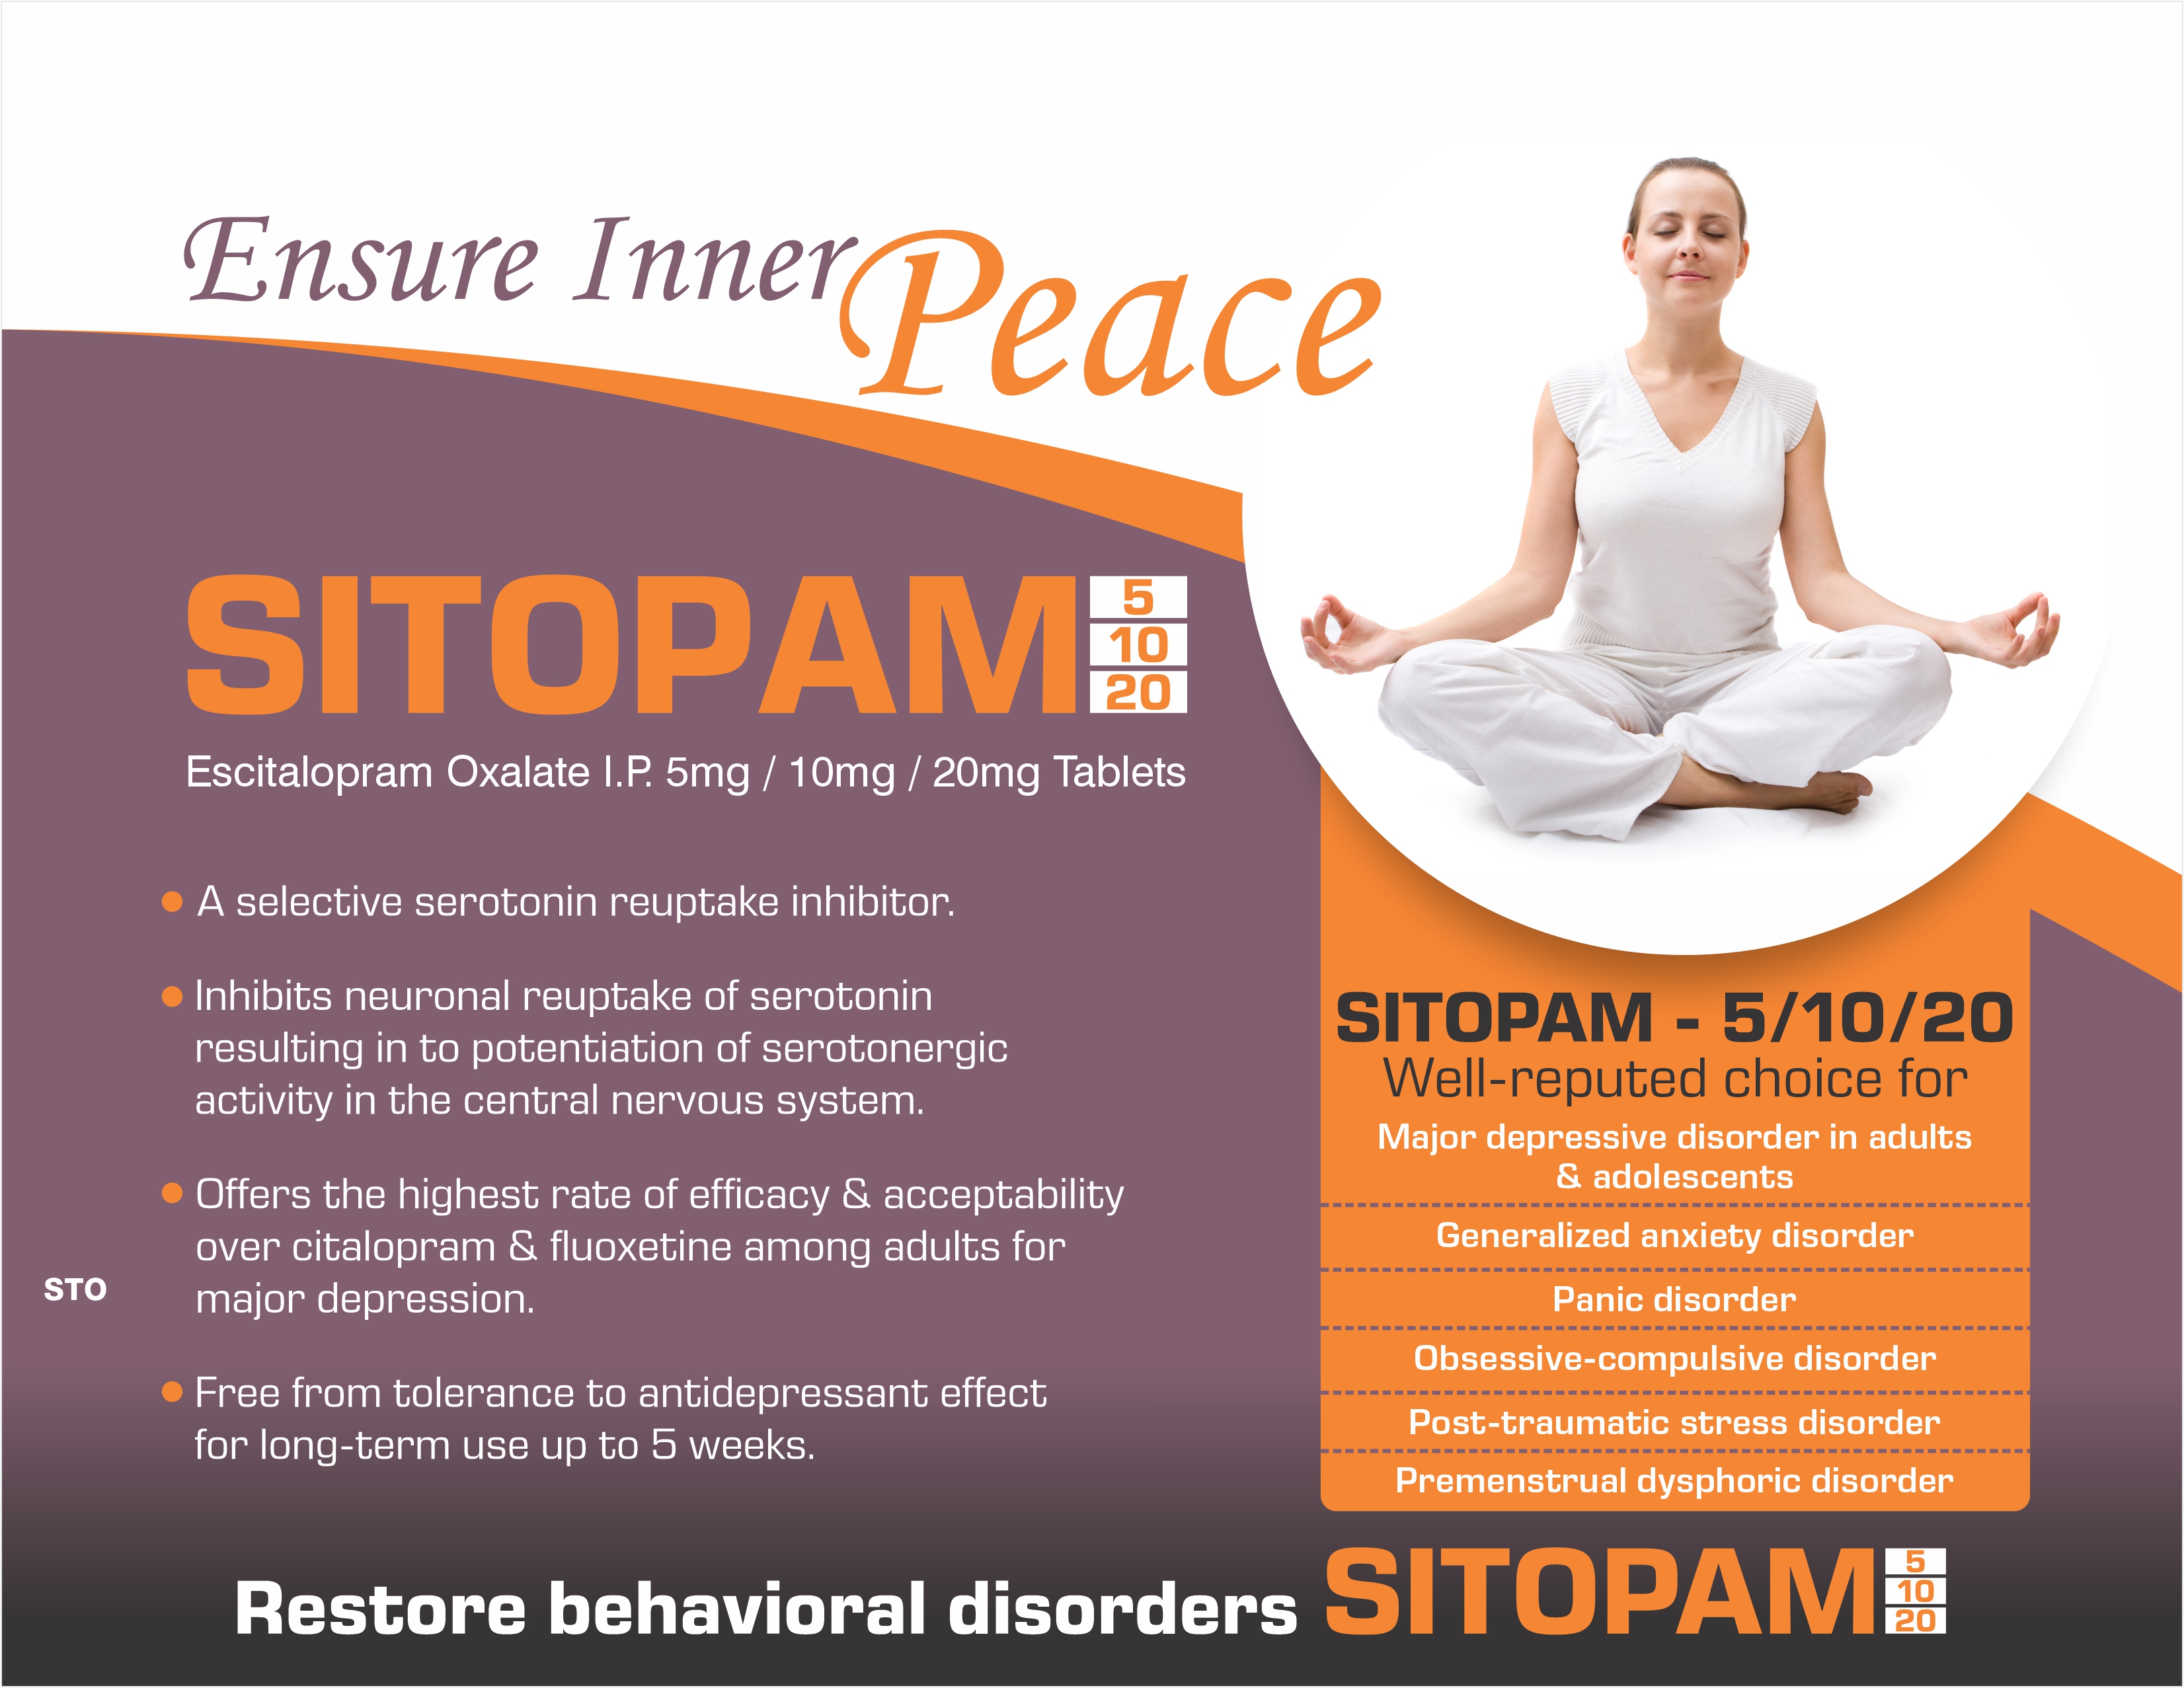 Ensure Inner Peace
SITOPAM 5
10
20
Escitalopram Oxalate I.P. 5mg / 10mg / 20mg Tablets
A selective serotonin reuptake inhibitor.
Inhibits neuronal reuptake of serotonin
resulting in to potentiation of serotonergic
activity in the central nervous system.
Offers the highest rate of efficacy & acceptability
over citalopram & fluoxetine among adults for
major depression.
STO
Free from tolerance to antidepressant effect
for long-term use up to 5 weeks.
SITOPAM - 5/10/20
Well-reputed choice for
Major depressive disorder in adults
& adolescents
Generalized anxiety disorder
Panic disorder
Obsessive-compulsive disorder
Post-traumatic stress disorder
Premenstrual dysphoric disorder
Restore behavioral disorders SITOPAM 5
10
20